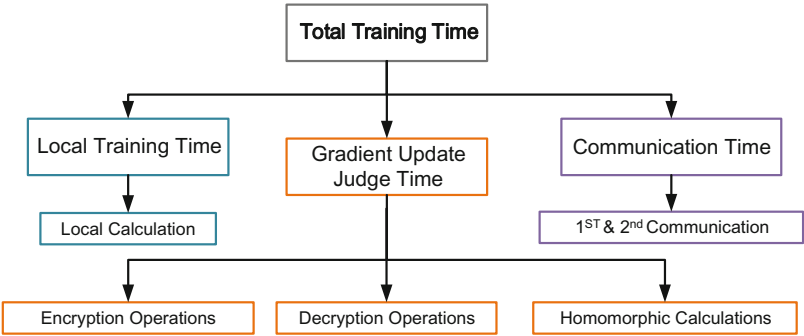 Total Training Time
Local Training Time
Gradient Update
Judge Time
Communication Time
Local Calculation
1ST & 2nd Communication
Encryption Operations
Decryption Operations
Homomorphic Calculations